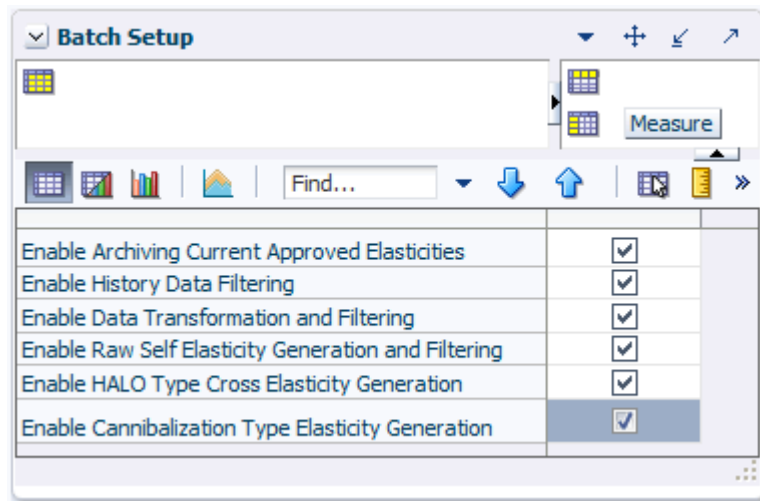 Batch Setup
Measure
Find...
Enable Archiving Current Approved Elasticities
Enable History Data Filtering
Enable Data Transformation and Filtering
Enable Raw Self Elasticity Generation and Filtering
Enable HALO Type Cross Elasticity Generation
Enable Cannibalization Type Elasticity Generation